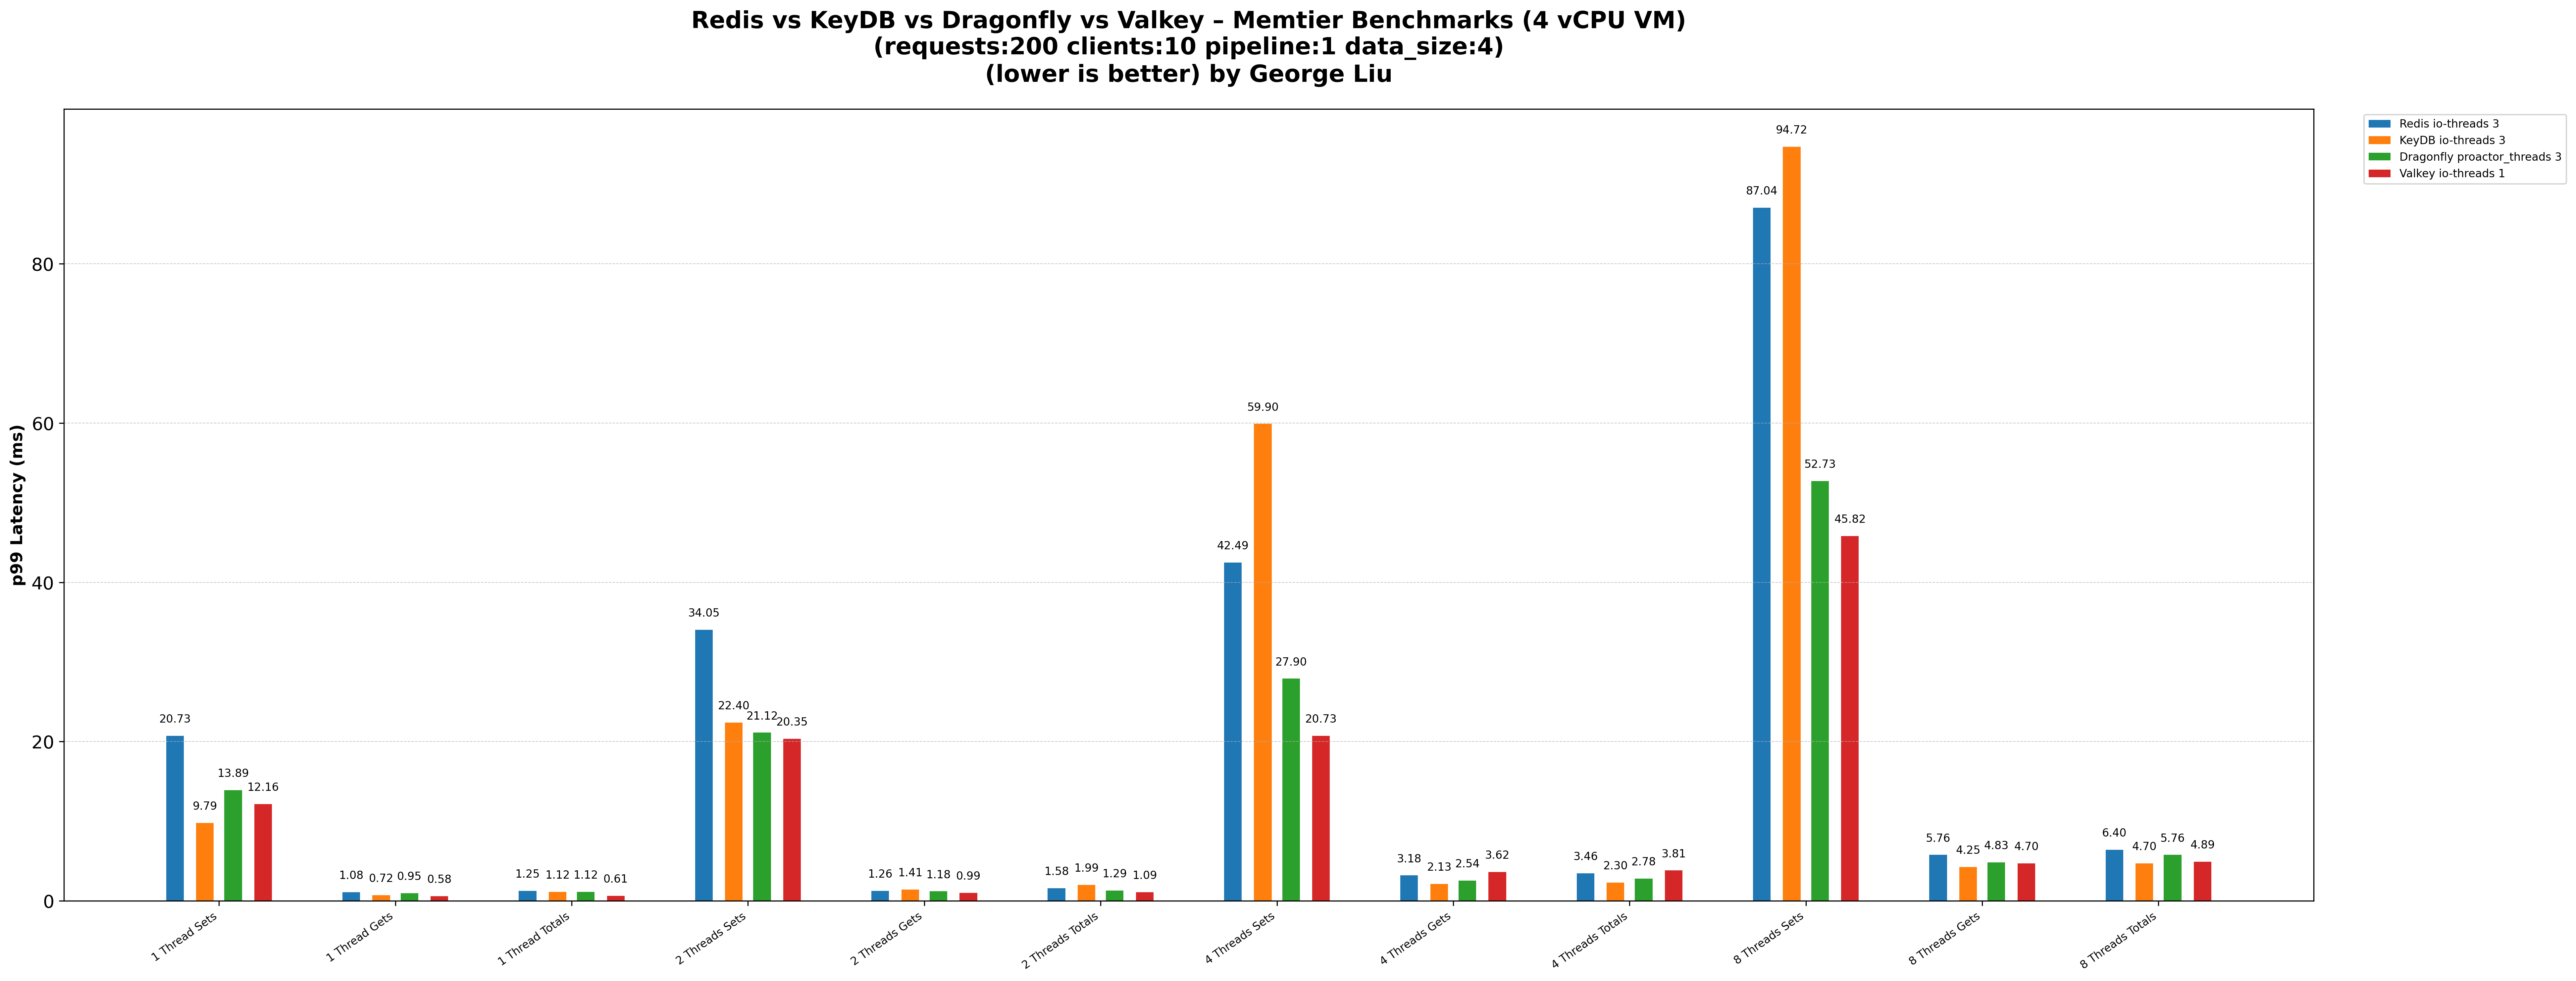 Redis vs KeyDB vs Dragonfly vs Valkey – Memtier Benchmarks (4 vCPU VM)
(requests:200 clients:10 pipeline:1 data_size:4)
(lower is better) by George Liu
Redis io-threads 3
KeyDB io-threads 3
Dragonfly proactor_threads 3
Valkey io-threads 1
p99 Latency (ms)
80
60
40
20
0
20.73
9.79
13.89
12.16
1.08
0.72
0.95
0.58
1.25
1.12
1.12
0.61
34.05
22.40
21.12
20.35
1.26
1.41
1.18
0.99
1.58
1.99
1.29
1.09
42.49
59.90
27.90
20.73
3.18
2.13
2.54
3.62
3.46
2.30
2.78
3.81
87.04
94.72
52.73
45.82
5.76
4.25
4.83
4.70
6.40
4.70
5.76
4.89
1 Thread Sets
1 Thread Gets
1 Thread Totals
2 Threads Sets
2 Threads Gets
2 Threads Totals
4 Threads Sets
4 Threads Gets
4 Threads Totals
8 Threads Sets
8 Threads Gets
8 Threads Totals